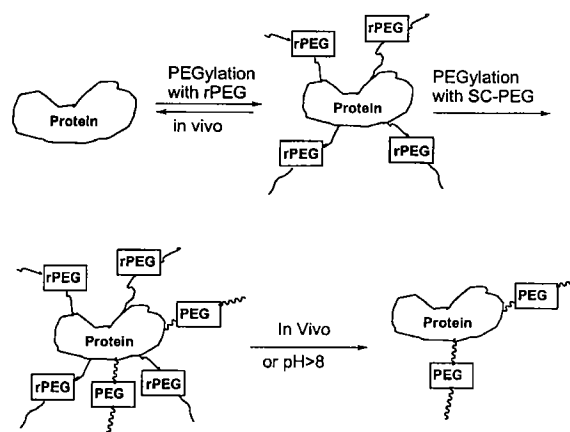 rPEG
rPEG
PEGylation
with rPEG
in vivo
Protein
Protein
PEGylation
with SC-PEG
rPEG
rPEG
rPEG
rPEG
PEG
Protein
rPEG
PEG
rPEG
In Vivo
or pH>8
PEG
Protein
PEG